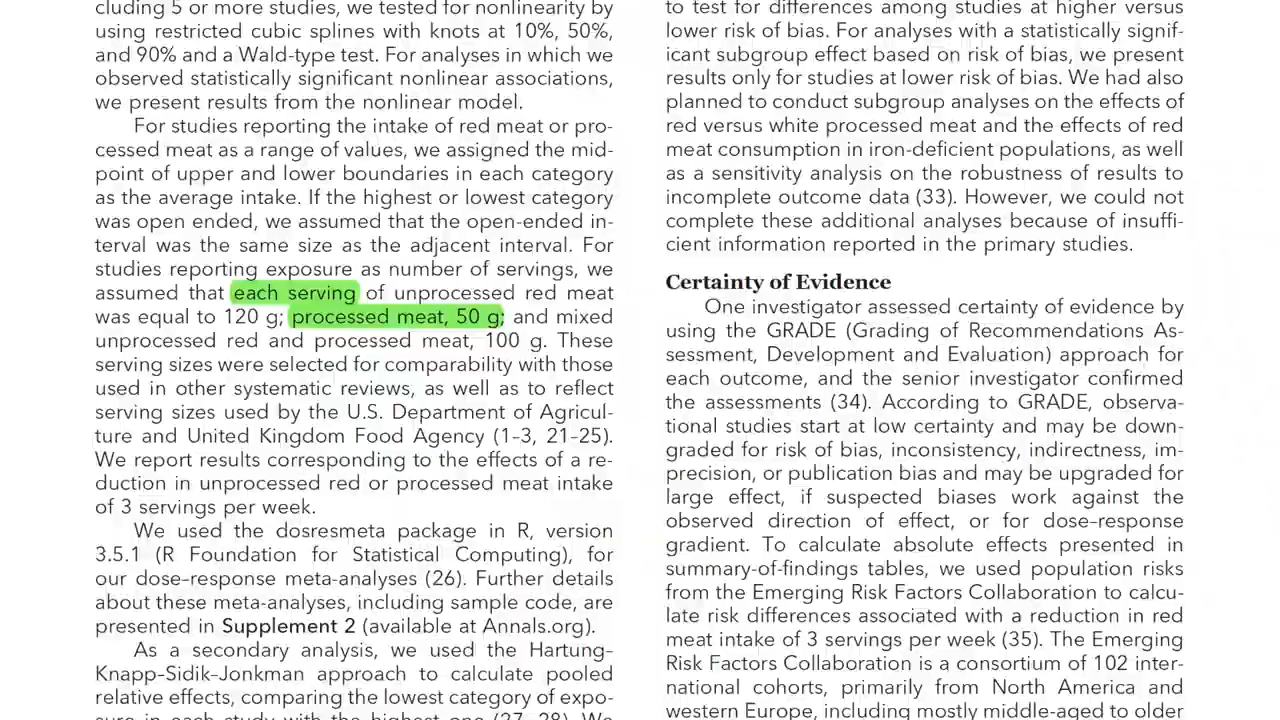 cluding 5 or more studies, we tested for nonlinearity by
using restricted cubic splines with knots at 10%, 50%,
and 90% and a Wald-type test. For analyses in which we
observed statistically significant nonlinear associations,
we present results from the nonlinear model.
For studies reporting the intake of red meat or pro-
cessed meat as a range of values, we assigned the mid-
point of upper and lower boundaries in each category
as the average intake. If the highest or lowest category
was open ended, we assumed that the open-ended in-
terval was the same size as the adjacent interval. For
studies reporting exposure as number of servings, we
assumed that each serving of unprocessed red meat
was equal to 120 g; processed meat, 50 g; and mixed
unprocessed red and processed meat, 100 g. These
serving sizes were selected for comparability with those
used in other systematic reviews, as well as to reflect
serving sizes used by the U.S. Department of Agricul-
ture and United Kingdom Food Agency (1–3, 21–25).
We report results corresponding to the effects of a re-
duction in unprocessed red or processed meat intake
of 3 servings per week.
We used the dosresmeta package in R, version
3.5.1 (R Foundation for Statistical Computing), for
our dose–response meta-analyses (26). Further details
about these meta-analyses, including sample code, are
presented in Supplement 2 (available at Annals.org).
As a secondary analysis, we used the Hartung–
Knapp–Sidik–Jonkman approach to calculate pooled
relative effects, comparing the lowest category of expo-
sure in each study with the highest one (27, 28). We
to test for differences among studies at higher versus
lower risk of bias. For analyses with a statistically signif-
icant subgroup effect based on risk of bias, we present
results only for studies at lower risk of bias. We had also
planned to conduct subgroup analyses on the effects of
red versus white processed meat and the effects of red
meat consumption in iron-deficient populations, as well
as a sensitivity analysis on the robustness of results to
incomplete outcome data (33). However, we could not
complete these additional analyses because of insuffi-
cient information reported in the primary studies.
Certainty of Evidence
One investigator assessed certainty of evidence by
using the GRADE (Grading of Recommendations As-
sessment, Development and Evaluation) approach for
each outcome, and the senior investigator confirmed
the assessments (34). According to GRADE, observa-
tional studies start at low certainty and may be down-
graded for risk of bias, inconsistency, indirectness, im-
precision, or publication bias and may be upgraded for
large effect, if suspected biases work against the
observed direction of effect, or for dose–response
gradient. To calculate absolute effects presented in
summary-of-findings tables, we used population risks
from the Emerging Risk Factors Collaboration to calcu-
late risk differences associated with a reduction in red
meat intake of 3 servings per week (35). The Emerging
Risk Factors Collaboration is a consortium of 102 inter-
national cohorts, primarily from North America and
western Europe, including mostly middle-aged to older